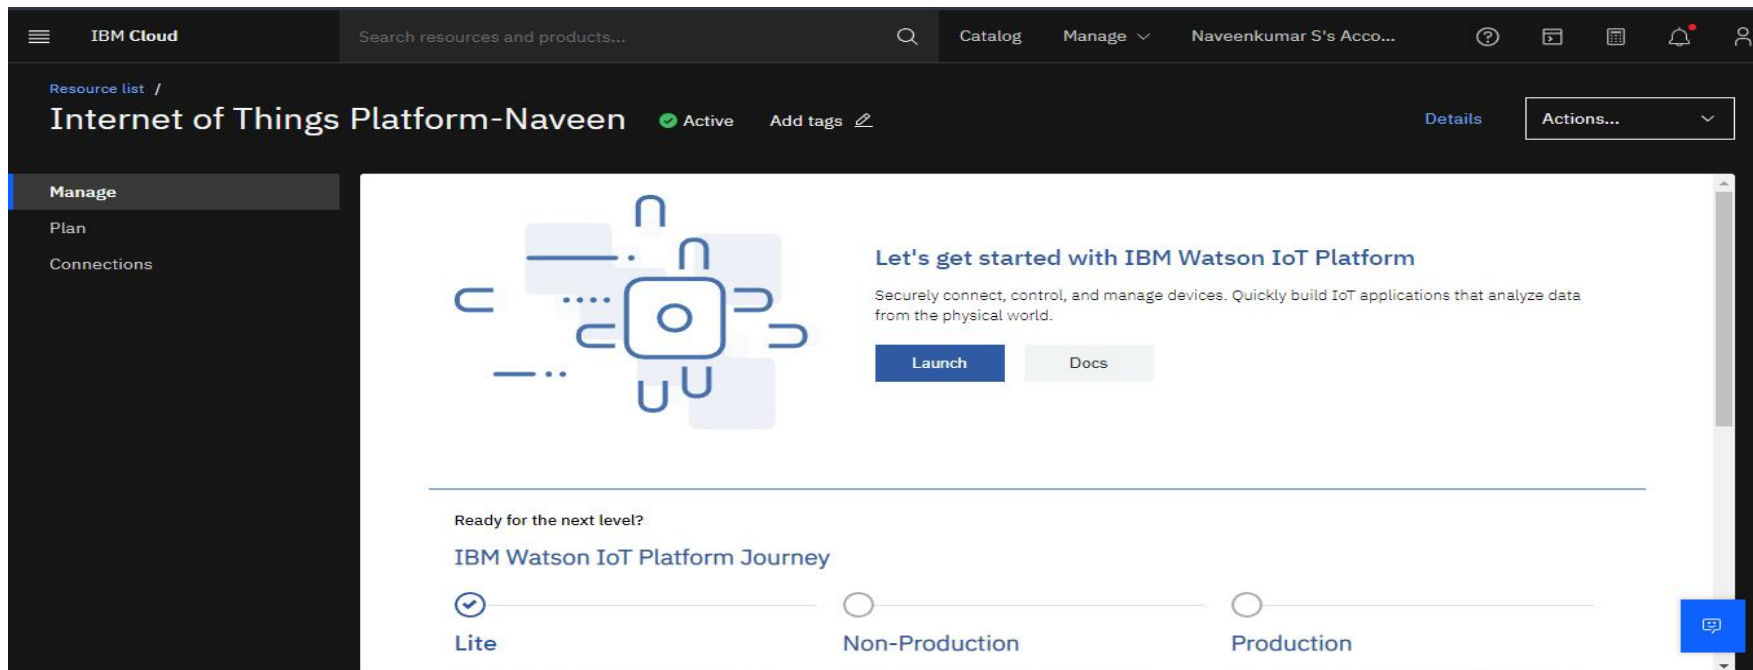 IBM Cloud
Search resources and products...
Catalog
Manage
Naveenkumar S's Acco...
Resource list /
Internet of Things Platform-Naveen
Active
Add tags
Details
Actions...
Manage
Plan
Connections
Let's get started with IBM Watson IoT Platform
Securely connect, control, and manage devices. Quickly build IoT applications that analyze data
from the physical world.
Launch
Docs
Ready for the next level?
IBM Watson IoT Platform Journey
Lite
Non-Production
Production